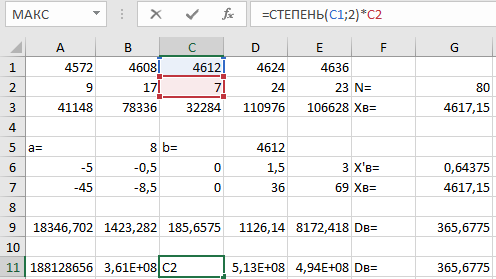 МАКС =СТЕПЕНЬ(C1;2)*C2
A B C D E F G
1 4572 4608 4612 4624 4636
2 9 17 7 24 23 N= 80
3 41148 78336 32284 110976 106628 Xв= 4617,15
4
5 a= 8 b= 4612
6 -5 -0,5 0 1,5 3 X'в= 0,64375
7 -45 -8,5 0 36 69 Xв= 4617,15
8
9 18346,702 1423,282 185,6575 1126,14 8172,418 Dв= 365,6775
10
11 188128656 3,61E+08 C2 5,13E+08 4,94E+08 Dв= 365,6775